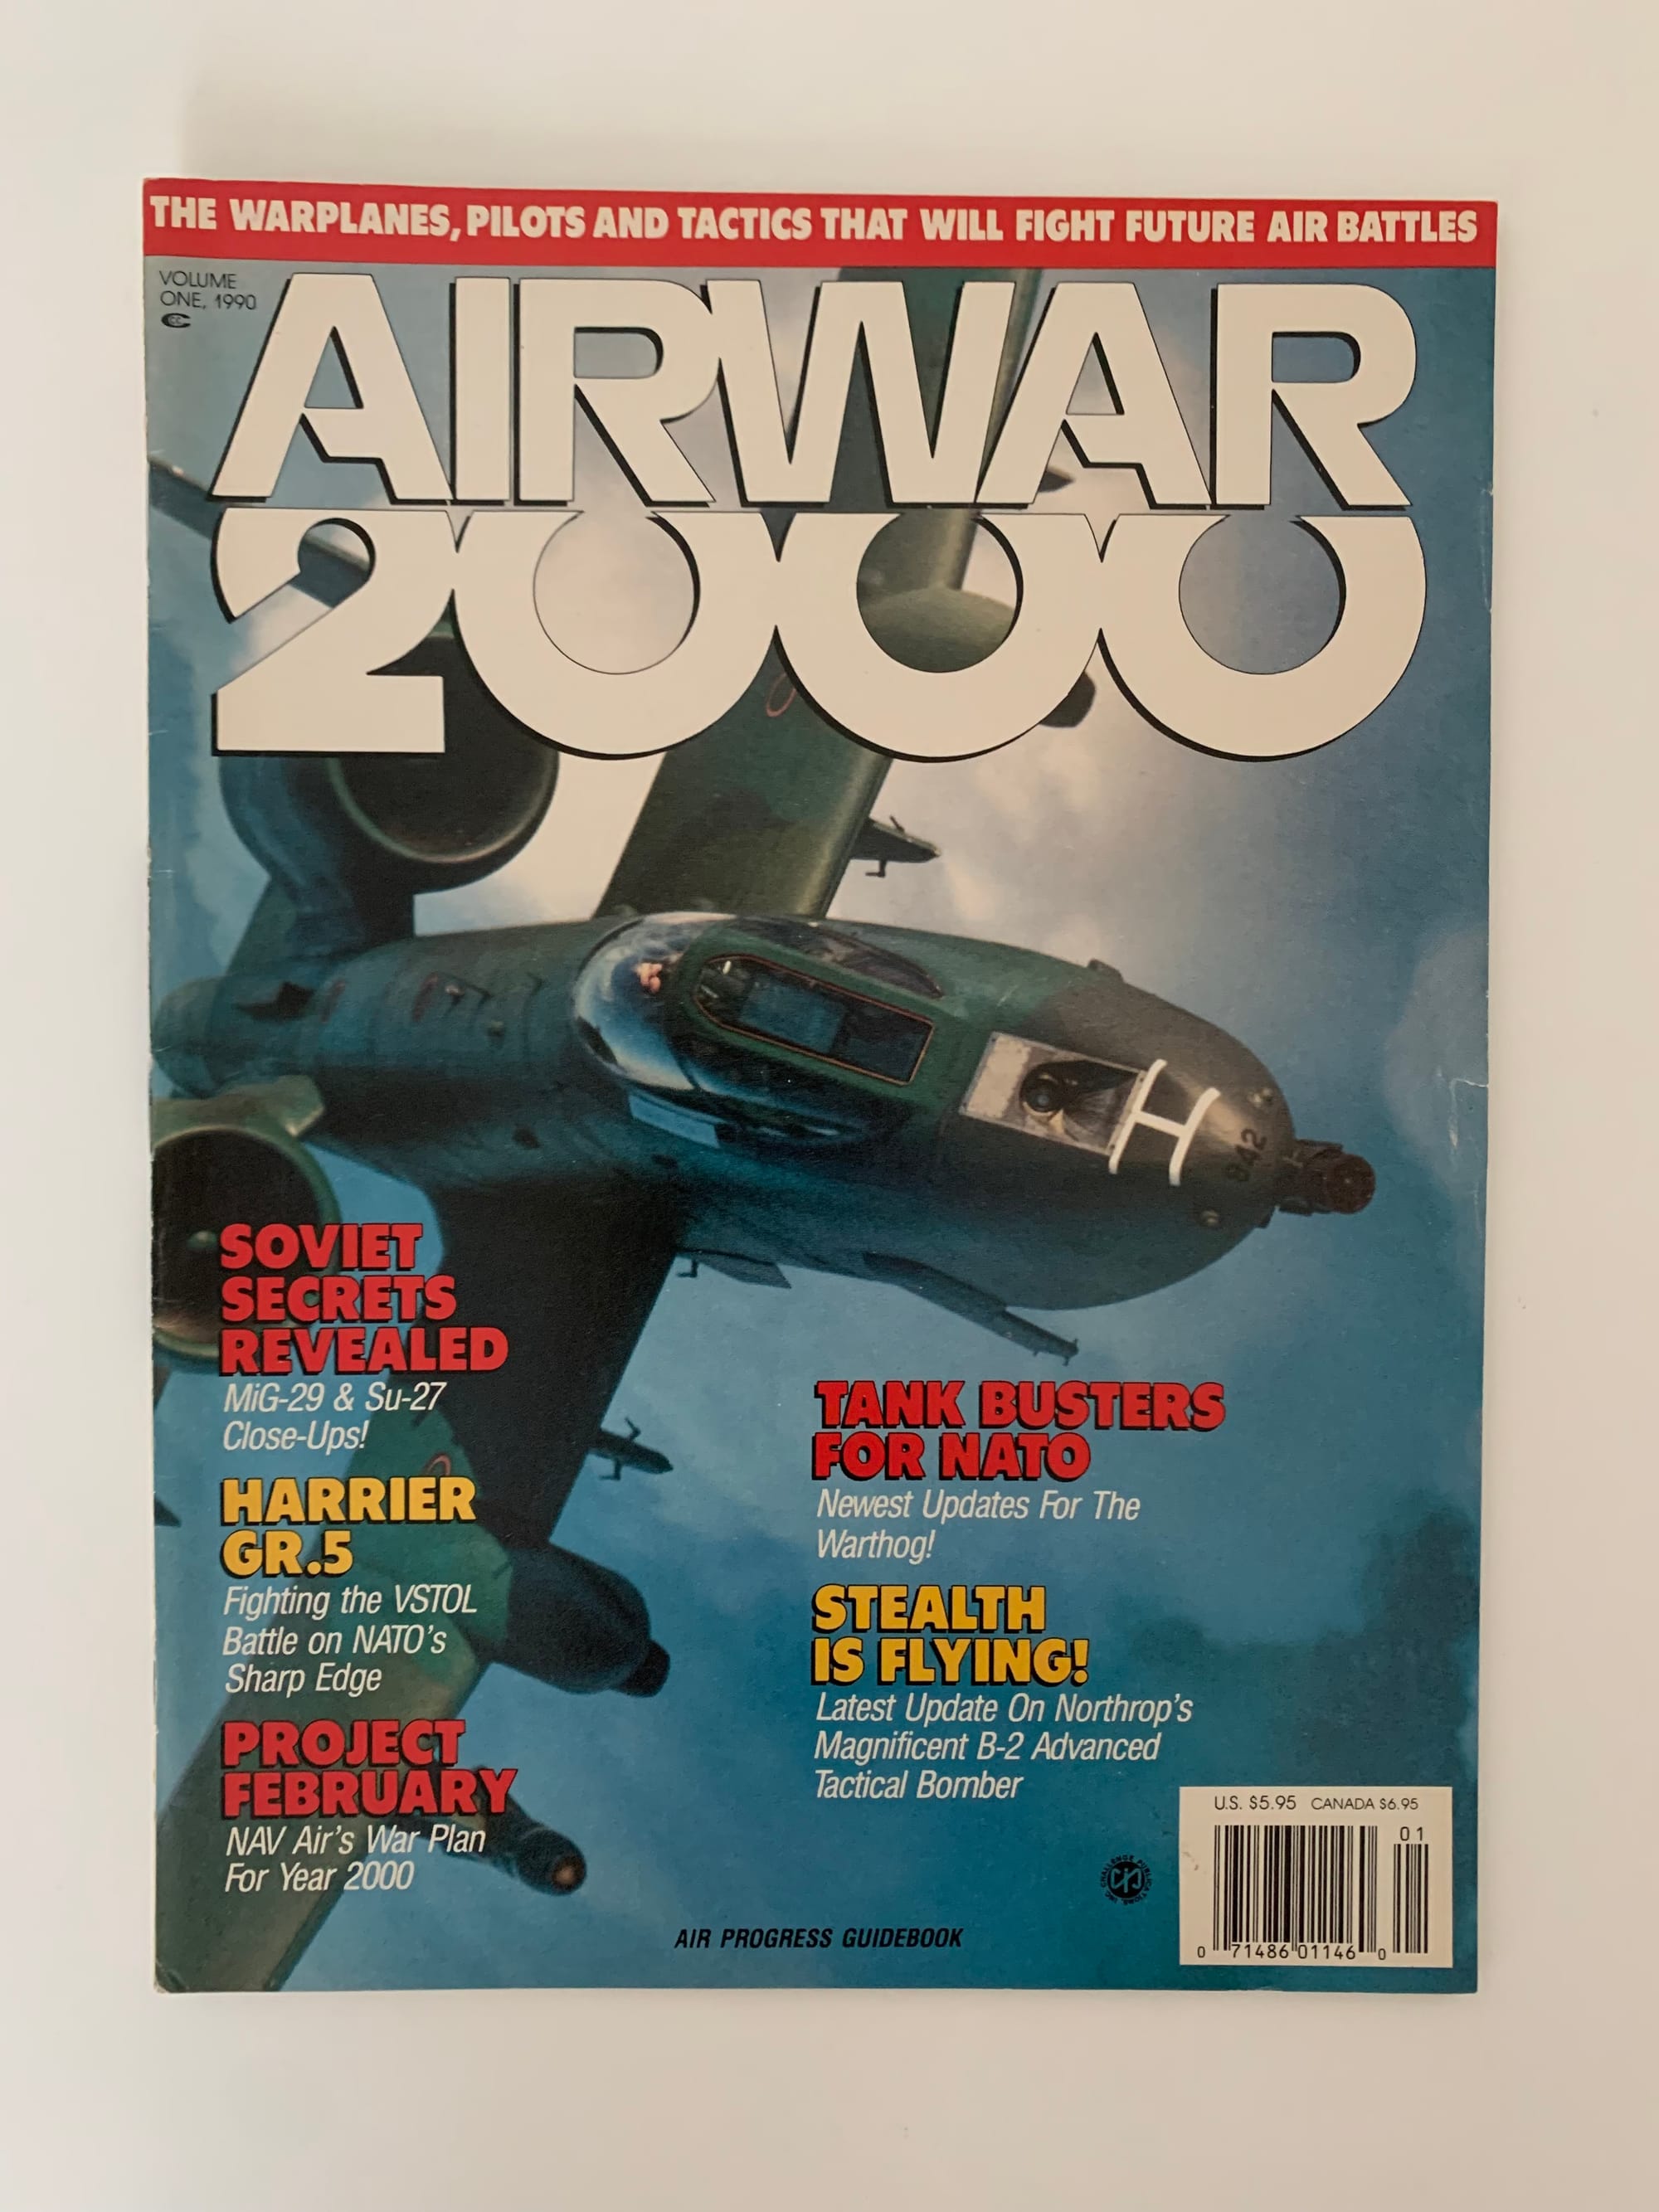 THE WARPLANES, PILOTS AND TACTICS THAT WILL FIGHT FUTURE AIR BATTLES
VOLUME
ONE, 1990
AIRWAR
2000
842
SOVIET
SECRETS
REVEALED
MiG-29 & Su-27
Close-Ups!
HARRIER
GR.5
Fighting the VSTOL
Battle on NATO's
Sharp Edge
PROJECT
FEBRUARY
NAV Air's War Plan
For Year 2000
TANK BUSTERS
FOR NATO
Newest Updates For The
Warthog!
STEALTH
IS FLYING!
Latest Update On Northrop's
Magnificent B-2 Advanced
Tactical Bomber
U.S. $5.95 CANADA $6.95
01
0 71486 01146 0
CHALLENGE PUBLICATIONS, INC.
AIR PROGRESS GUIDEBOOK